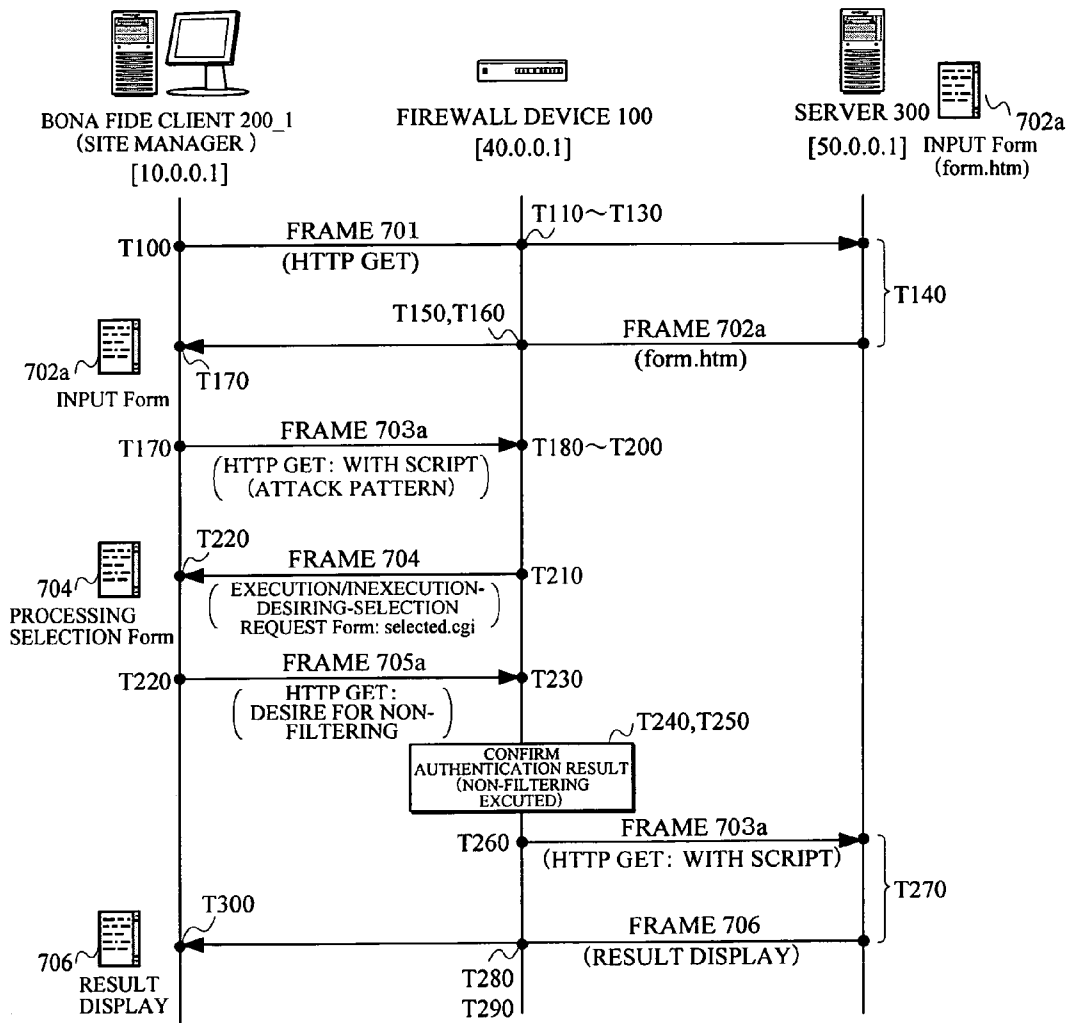 BONA FIDE CLIENT 200_1
(SITE MANAGER )
[10.0.0.1]
FIREWALL DEVICE 100
[40.0.0.1]
SERVER 300
[50.0.0.1]
702a
INPUT Form
(form.htm)
T100
FRAME 701
(HTTP GET)
T110~T130
T140
T150,T160
FRAME 702a
(form.htm)
702a
INPUT Form
T170
T170
FRAME 703a
(HTTP GET: WITH SCRIPT
(ATTACK PATTERN))
T180~T200
T220
FRAME 704
(EXECUTION/INEXECUTION-
DESIRING-SELECTION
REQUEST Form: selected.cgi)
T210
704
PROCESSING
SELECTION Form
T220
FRAME 705a
(HTTP GET:
DESIRE FOR NON-
FILTERING)
T230
T240,T250
CONFIRM
AUTHENTICATION RESULT
(NON-FILTERING
EXCUTED)
T260
FRAME 703a
(HTTP GET: WITH SCRIPT)
T270
T300
FRAME 706
(RESULT DISPLAY)
706
RESULT
DISPLAY
T280
T290